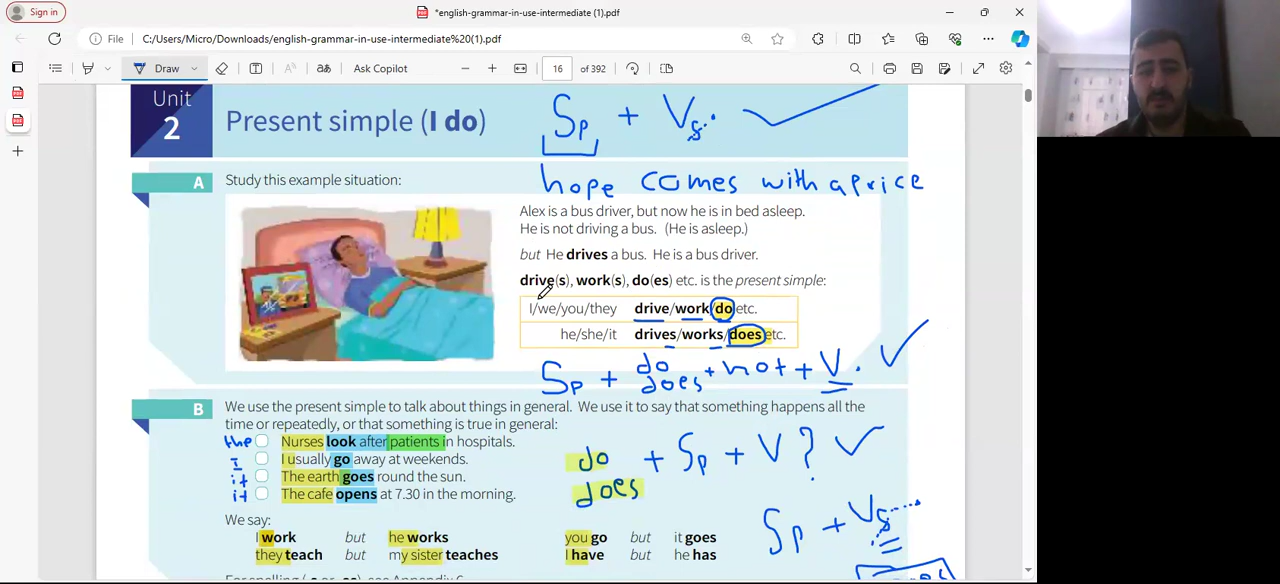 Sign in
*english-grammar-in-use-intermediate (1).pdf
File
C:/Users/Micro/Downloads/english-grammar-in-use-intermediate%20(1).pdf
Draw
Ask Copilot
16 of 392
Unit 2
Present simple (I do)
Sp + Vs.
A
Study this example situation:
hope comes with a price
Alex is a bus driver, but now he is in bed asleep.
He is not driving a bus. (He is asleep.)
but He drives a bus. He is a bus driver.
drive(s), work(s), do(es) etc. is the present simple:
I/we/you/they drive/work/do etc.
he/she/it drives/works/does etc.
Sp + do does + not + V.
B
We use the present simple to talk about things in general. We use it to say that something happens all the
time or repeatedly, or that something is true in general:
the Nurses look after patients in hospitals.
I I usually go away at weekends.
it The earth goes round the sun.
it The cafe opens at 7.30 in the morning.
do does + Sp + V ?
Sp + Vs
We say:
I work but he works you go but it goes
they teach but my sister teaches I have but he has